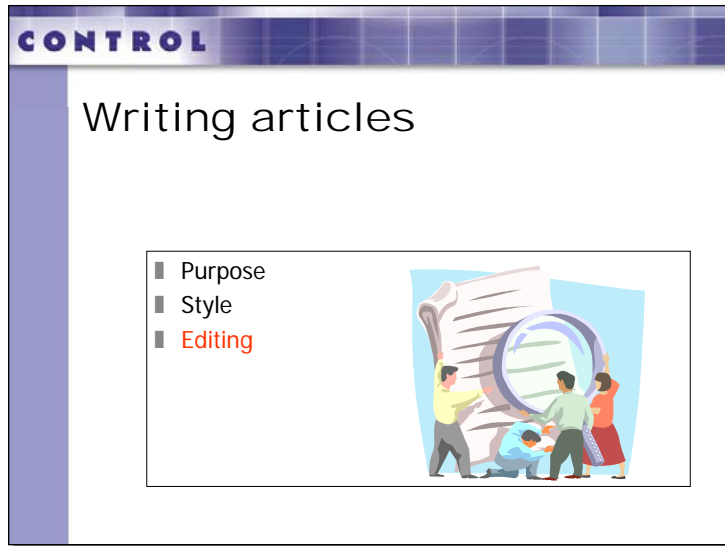 CONTROL
Writing articles
Purpose
Style
Editing